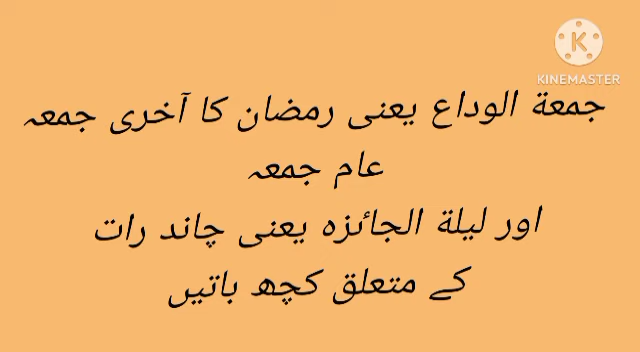 KINEMASTER
جمعة الوداع یعنی رمضان کا آخری جمعہ
عام جمعہ
اور لیلة الجائزہ یعنی چاند رات
کے متعلق کچھ باتیں